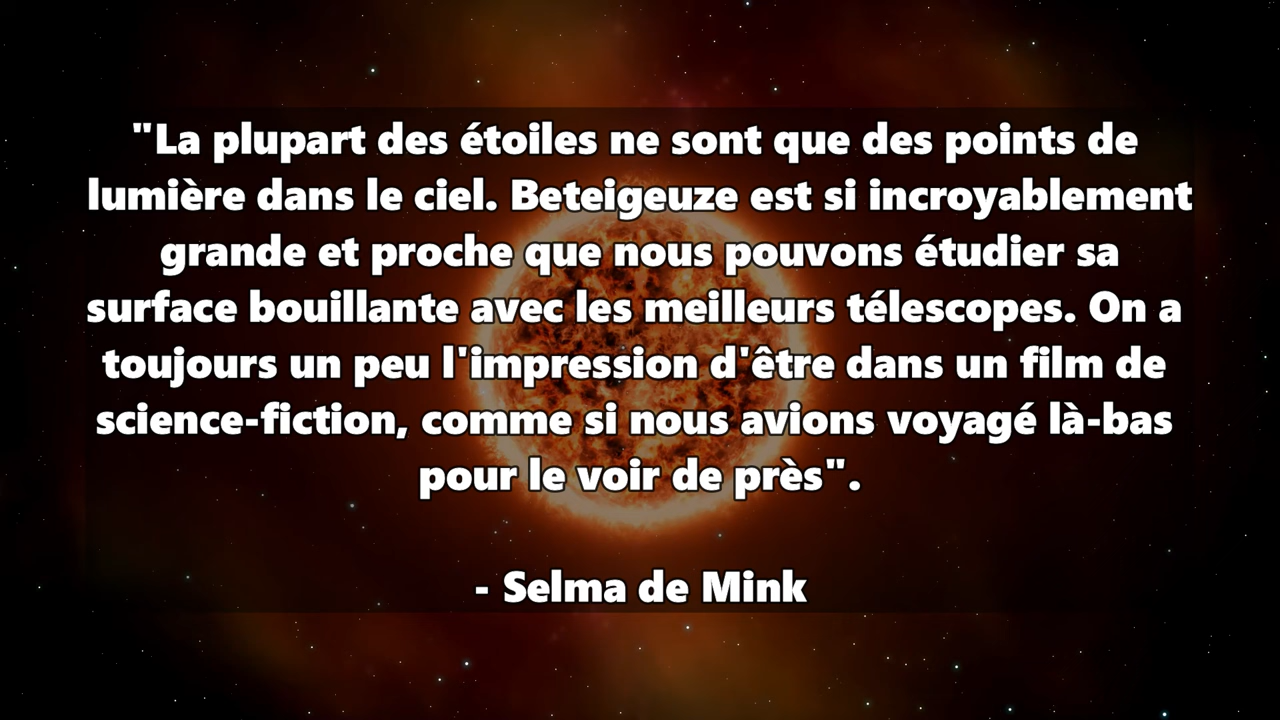 "La plupart des étoiles ne sont que des points de
lumière dans le ciel. Beteigeuze est si incroyablement
grande et proche que nous pouvons étudier sa
surface bouillante avec les meilleurs télescopes. On a
toujours un peu l'impression d'être dans un film de
science-fiction, comme si nous avions voyagé là-bas
pour le voir de près".
- Selma de Mink